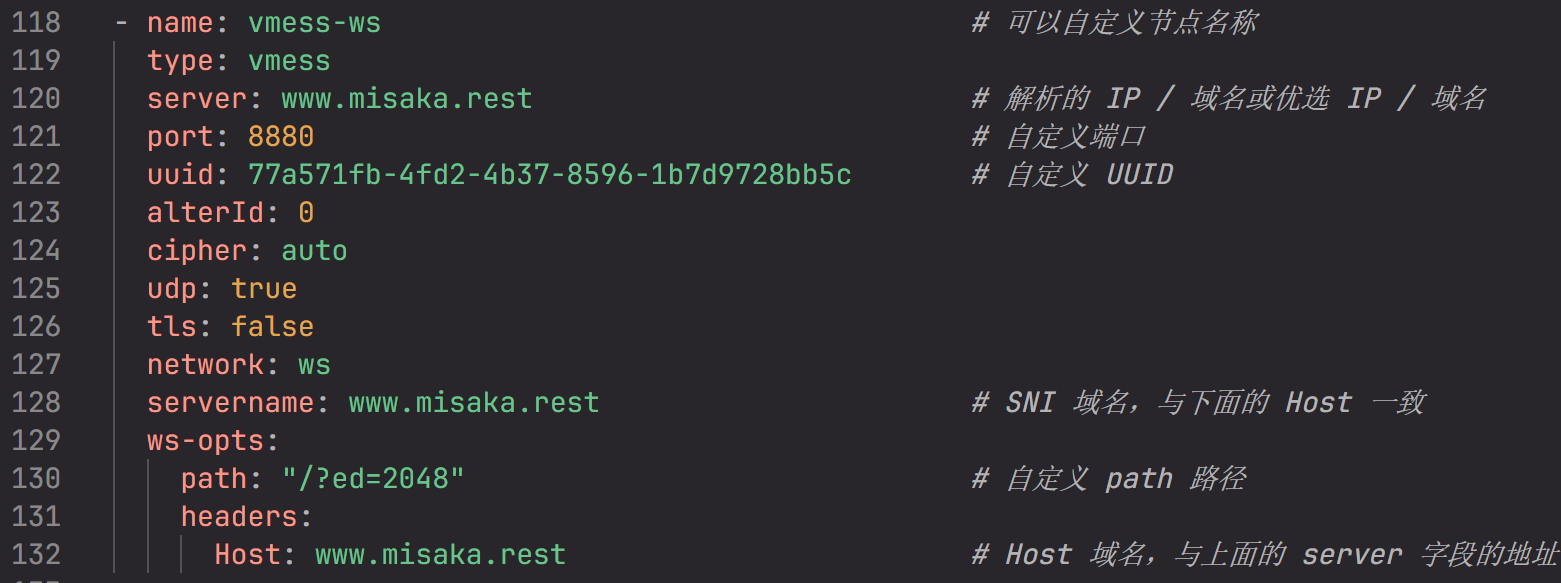 118 - name: vmess-ws # 可以自定义节点名称
119 type: vmess
120 server: www.misaka.rest # 解析的 IP / 域名或优选 IP / 域名
121 port: 8880 # 自定义端口
122 uuid: 77a571fb-4fd2-4b37-8596-1b7d9728bb5c # 自定义 UUID
123 alterId: 0
124 cipher: auto
125 udp: true
126 tls: false
127 network: ws
128 servername: www.misaka.rest # SNI 域名，与下面的 Host 一致
129 ws-opts:
130 path: "/?ed=2048" # 自定义 path 路径
131 headers:
132 Host: www.misaka.rest # Host 域名，与上面的 server 字段的地址